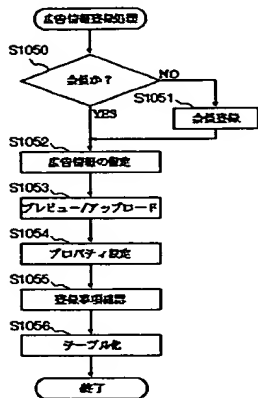 広告情報登録処理
S1050
会員か?
NO
S1051
会員登録
YES
S1052
広告情報の指定
S1053
プレビュー/アップロード
S1054
プロパティ設定
S1055
登録事項確認
S1056
テーブル化
終了